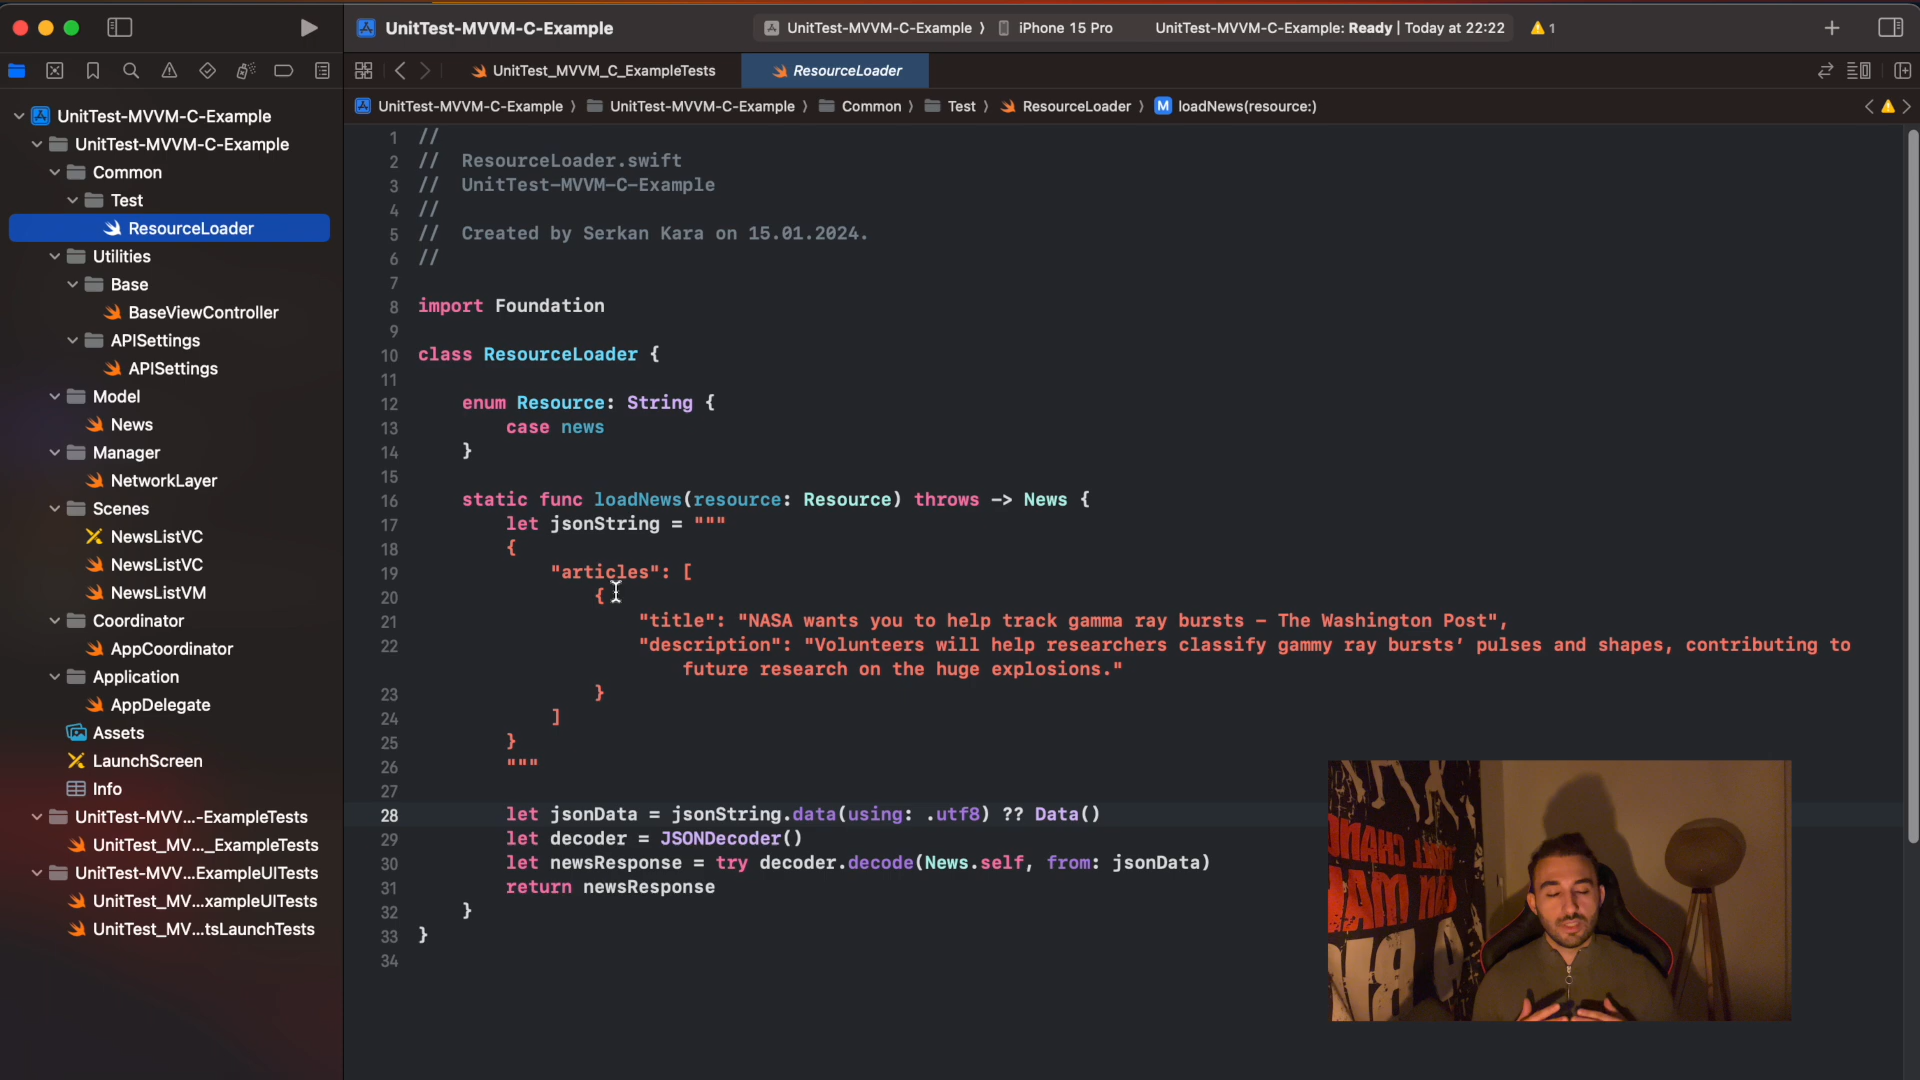 UnitTest-MVVM-C-Example
UnitTest-MVVM-C-Example ⟩ iPhone 15 Pro
UnitTest-MVVM-C-Example: Ready | Today at 22:22
1
UnitTest_MVVM_C_ExampleTests
ResourceLoader
UnitTest-MVVM-C-Example ⟩ UnitTest-MVVM-C-Example ⟩ Common ⟩ Test ⟩ ResourceLoader ⟩ M loadNews(resource:)
UnitTest-MVVM-C-Example
UnitTest-MVVM-C-Example
Common
Test
ResourceLoader
Utilities
Base
BaseViewController
APISettings
APISettings
Model
News
Manager
NetworkLayer
Scenes
NewsListVC
NewsListVC
NewsListVM
Coordinator
AppCoordinator
Application
AppDelegate
Assets
LaunchScreen
Info
UnitTest-MVV...-ExampleTests
UnitTest_MV..._ExampleTests
UnitTest-MVV...ExampleUITests
UnitTest_MV...xampleUITests
UnitTest_MV...tsLaunchTests
1 //
2 //  ResourceLoader.swift
3 //  UnitTest-MVVM-C-Example
4 //
5 //  Created by Serkan Kara on 15.01.2024.
6 //
7
8 import Foundation
9
10 class ResourceLoader {
11
12     enum Resource: String {
13         case news
14     }
15
16     static func loadNews(resource: Resource) throws -> News {
17         let jsonString = """
18         {
19             "articles": [
20                 {
21                     "title": "NASA wants you to help track gamma ray bursts – The Washington Post",
22                     "description": "Volunteers will help researchers classify gammy ray bursts’ pulses and shapes, contributing to
future research on the huge explosions."
23                 }
24             ]
25         }
26         """
27
28         let jsonData = jsonString.data(using: .utf8) ?? Data()
29         let decoder = JSONDecoder()
30         let newsResponse = try decoder.decode(News.self, from: jsonData)
31         return newsResponse
32     }
33 }
34